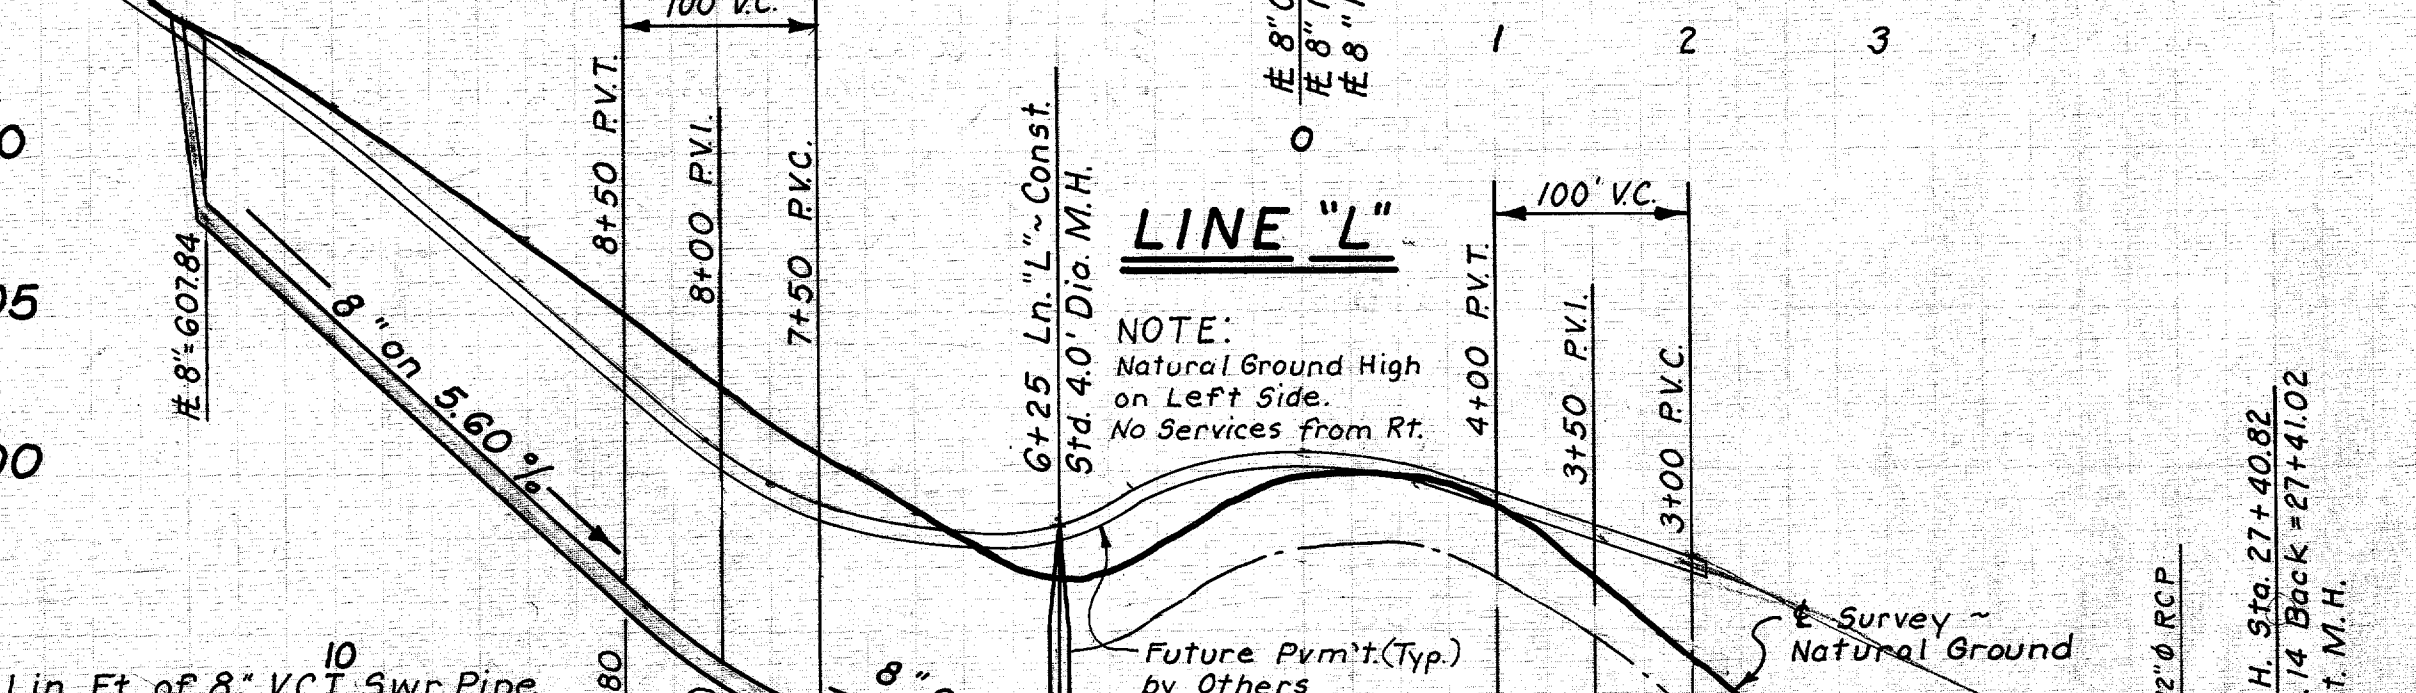 100' V.C.
1
2
3
0
8+50 P.V.T.
8+00 P.V.I.
7+50 P.V.C.
6+25 Ln. "L" ~ Const.
Std. 4.0' Dia. M.H.
LINE "L"
NOTE:
Natural Ground High
on Left Side.
No Services from Rt.
100' V.C.
4+00 P.V.T.
3+50 P.V.I.
3+00 P.V.C.
8"=607.84
8" on 5.60 %
10
Lin. Ft. of 8" VCT Swr Pipe
80
8"
Future Pvm't. (Typ.)
by Others
℄ Survey ~
Natural Ground
RCP
H. Sta. 27+40.82
14 Back = 27+41.02
M.H.